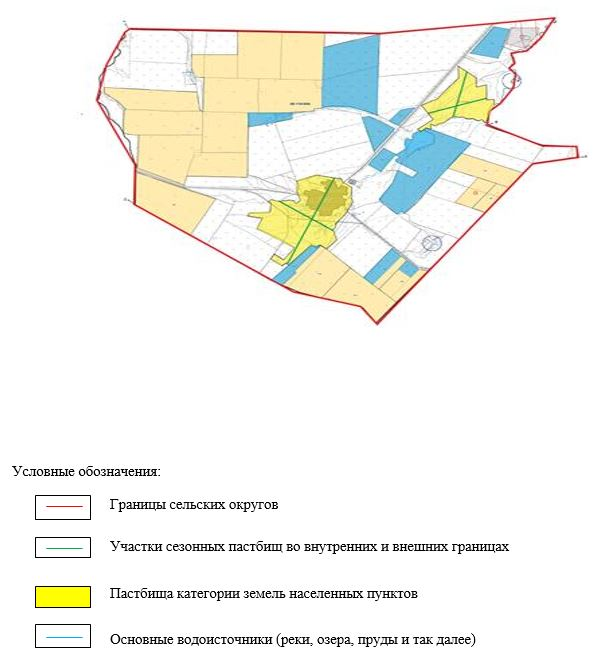 Условные обозначения:
Границы сельских округов
Участки сезонных пастбищ во внутренних и внешних границах
Пастбища категории земель населенных пунктов
Основные водоисточники (реки, озера, пруды и так далее)